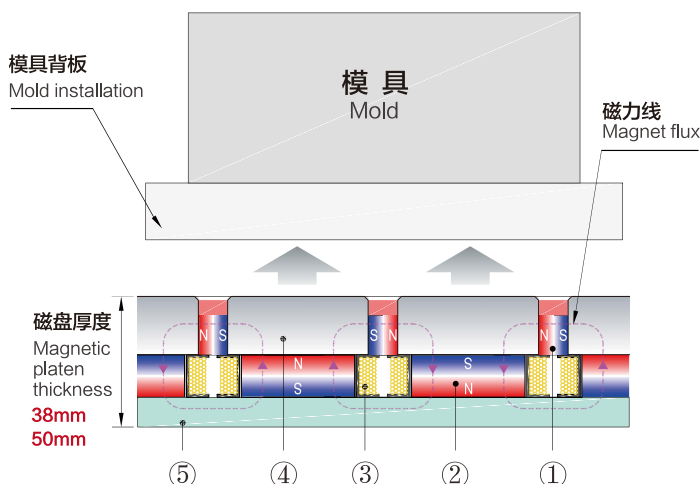 模 具
Mold
模具背板
Mold installation
磁力线
Magnet flux
磁盘厚度
Magnetic
platen
thickness
38mm
50mm
N S
S N
N S
N
S
S
N
⑤ ④ ③ ② ①